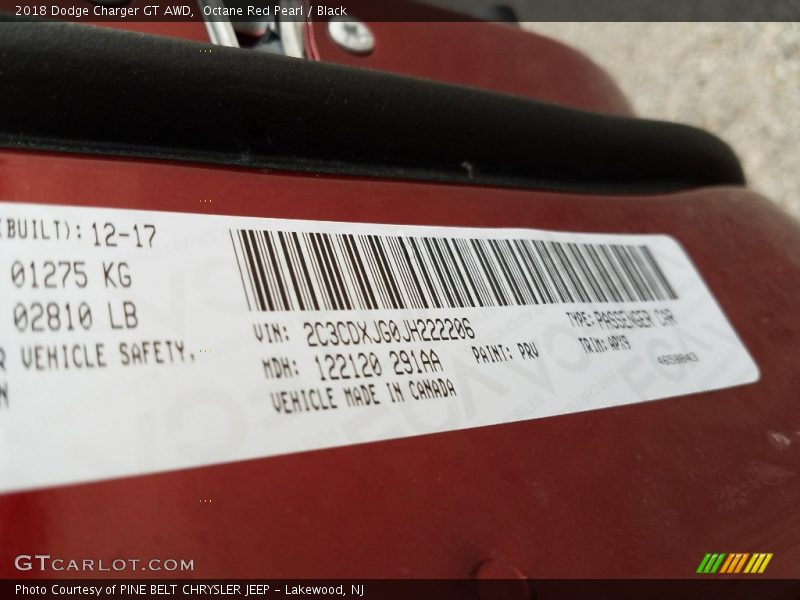 2018 Dodge Charger GT AWD, Octane Red Pearl / Black
(BUILT): 12-17
01275 KG
02810 LB
VEHICLE SAFETY,
VIN: 2C3CDXJG0JH222206
TYPE: PASSENGER CAR
MDH: 122120 291AA
PAINT: PRV
TRIM: APX9
VEHICLE MADE IN CANADA
4658843
GTCARLOT.COM
Photo Courtesy of PINE BELT CHRYSLER JEEP - Lakewood, NJ